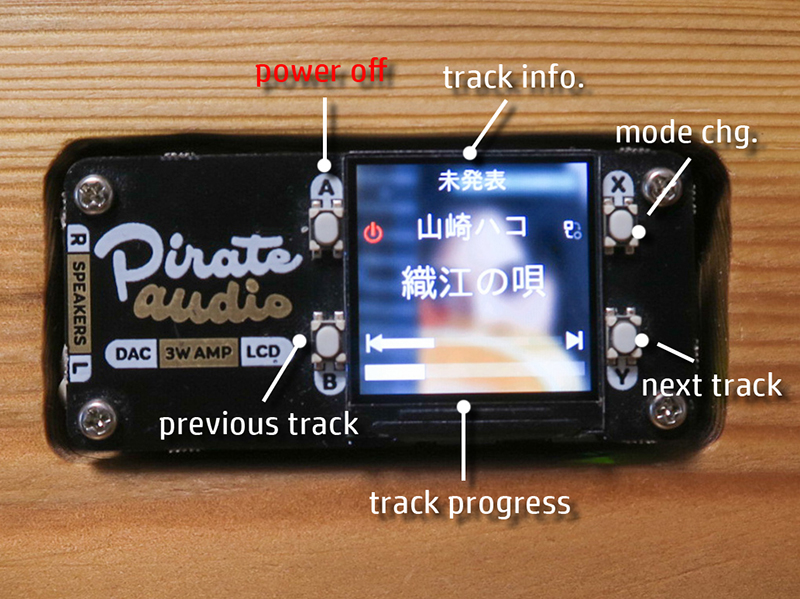 power off
track info.
mode chg.
A
未発表
X
山崎ハコ
織江の唄
Pirate
audio
R
SPEAKERS
L
DAC
3W AMP
LCD
B
Y
next track
previous track
track progress